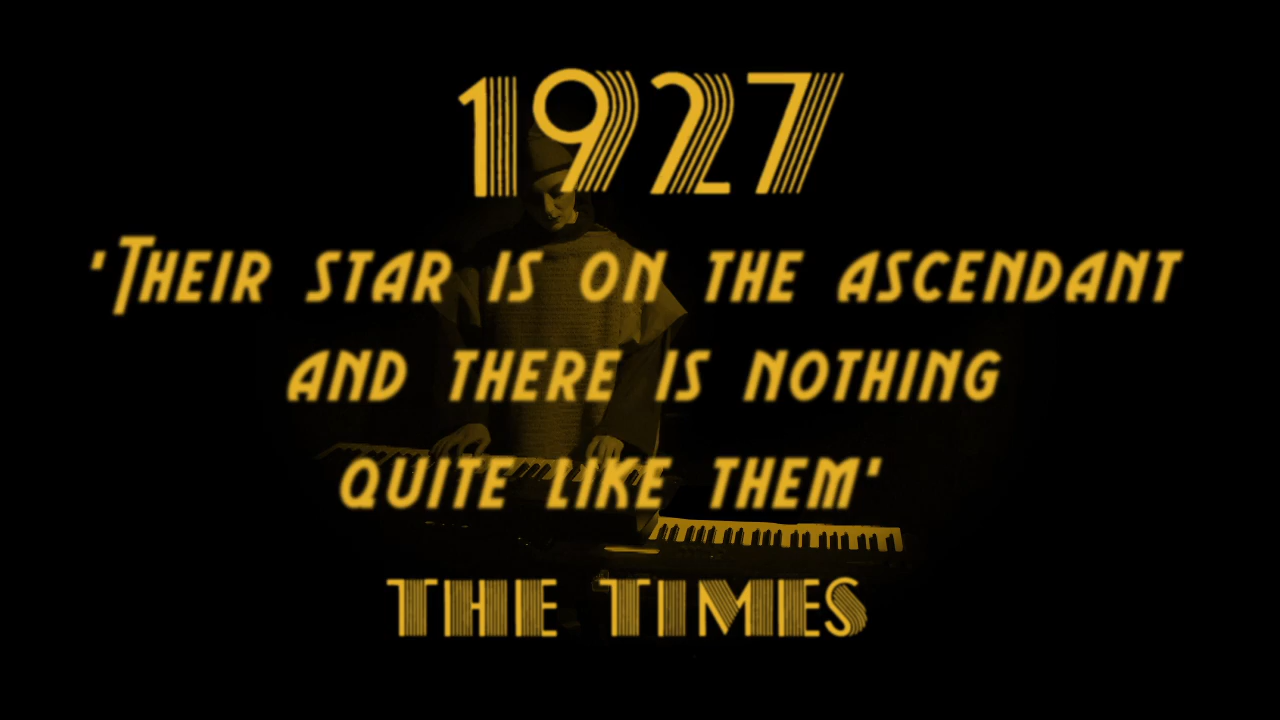 1927
'Their star is on the ascendant
and there is nothing
quite like them'
THE TIMES